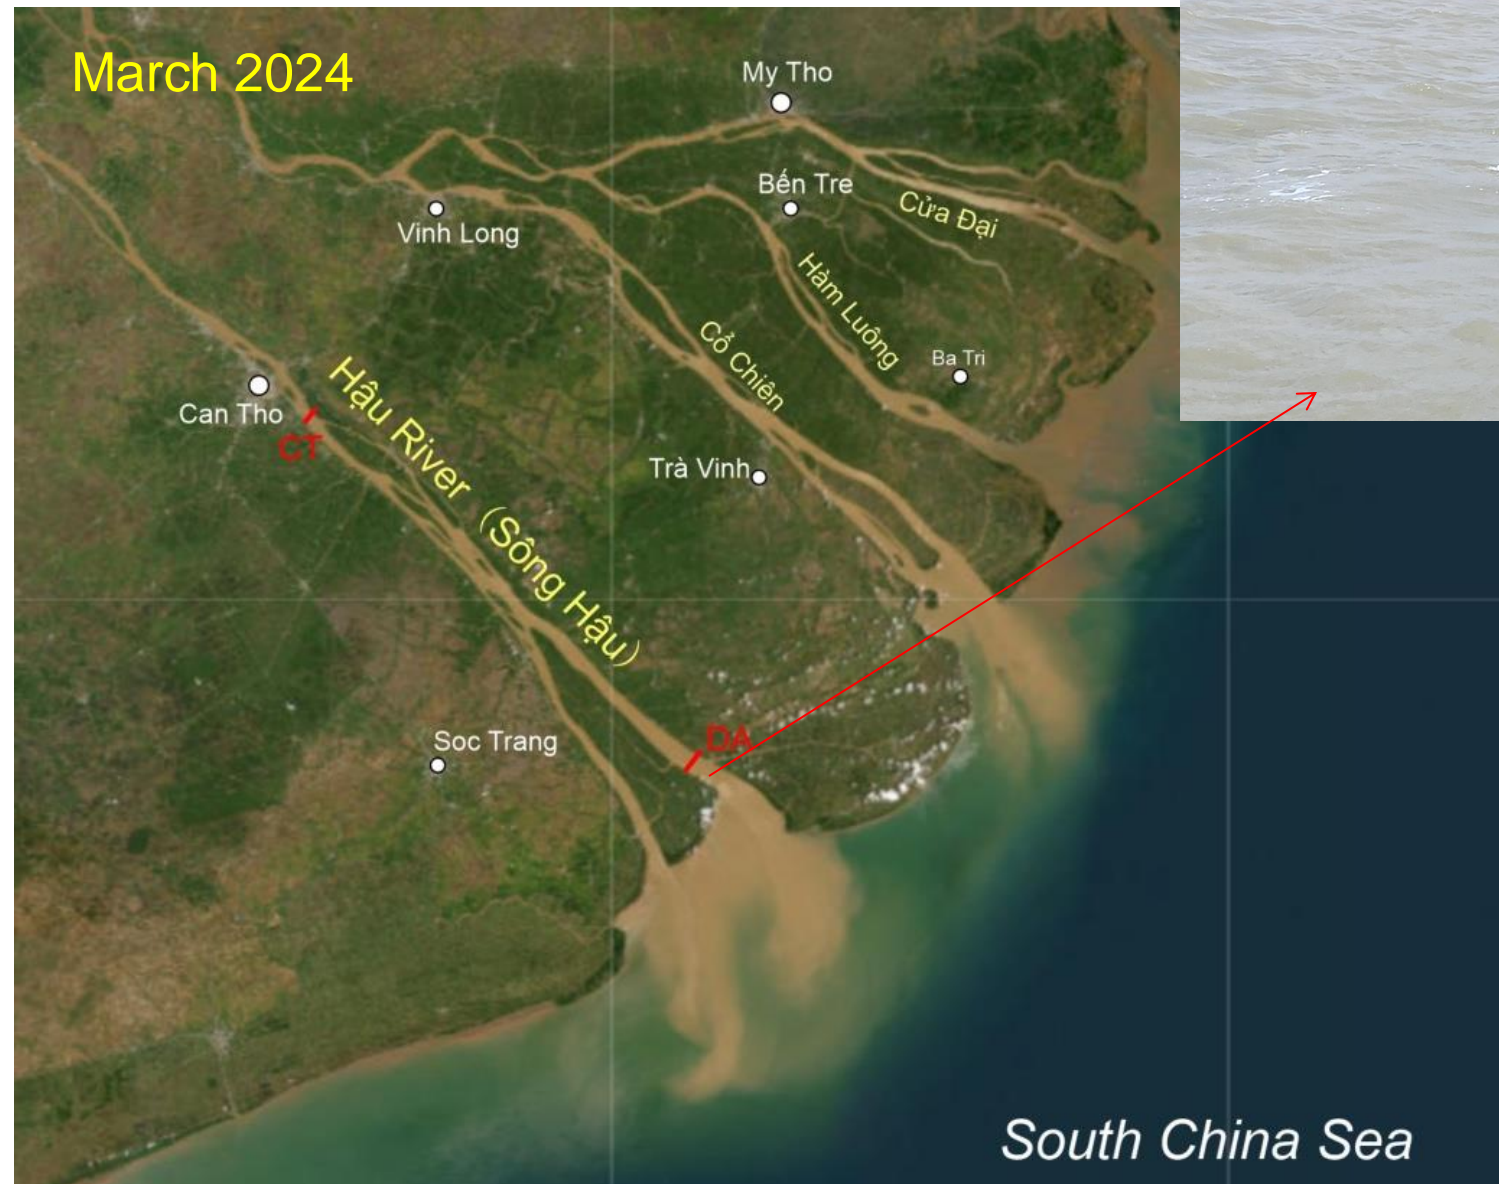 March 2024
My Tho
Bến Tre
Cửa Đại
Vinh Long
Hàm Luông
Cổ Chiên
Ba Tri
Can Tho
CT
Hậu River (Sông Hậu)
Trà Vinh
Soc Trang
DA
South China Sea